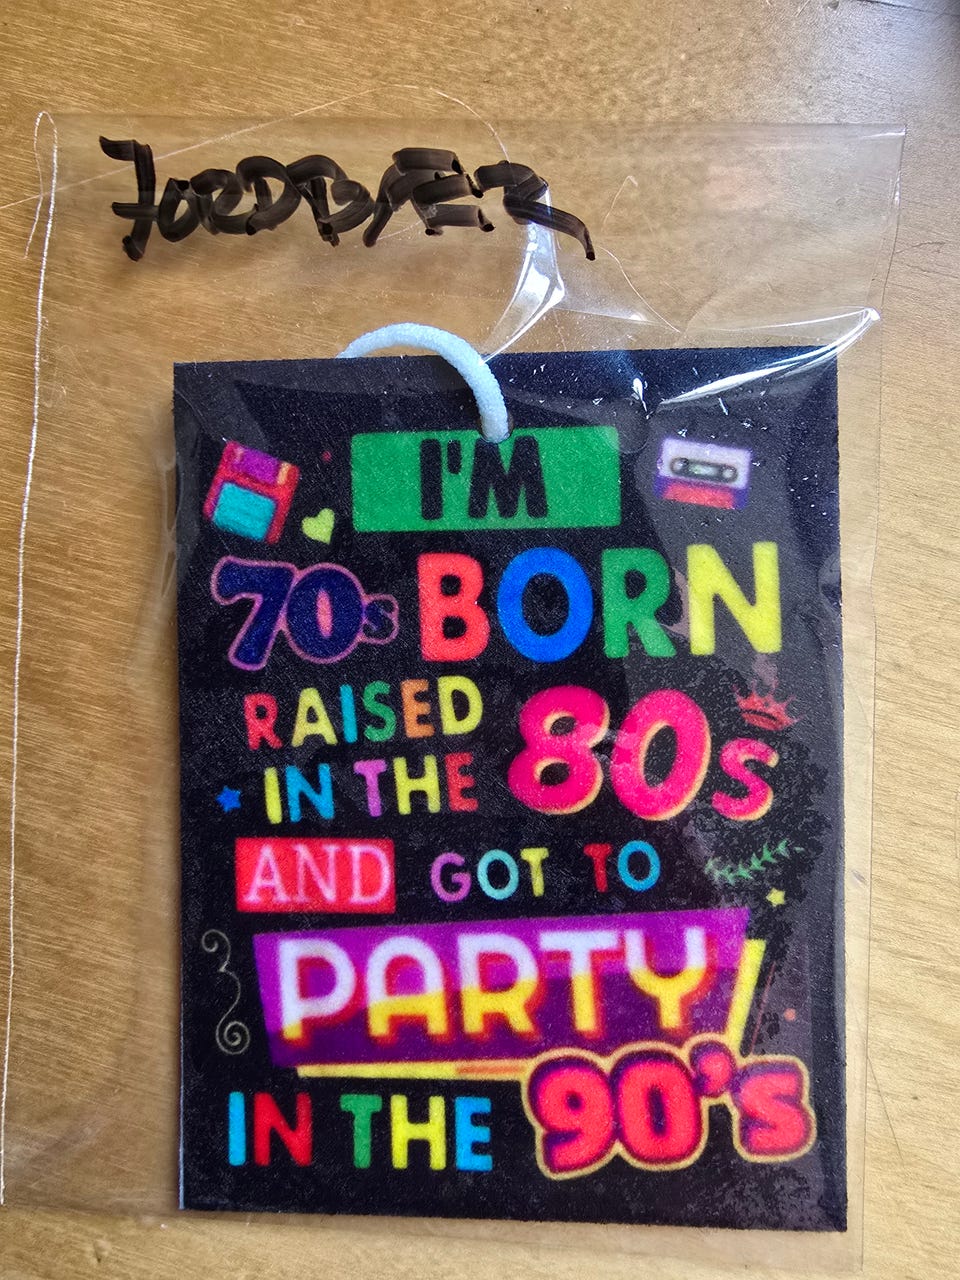 I'M
70s BORN
RAISED
IN THE 80s
AND GOT TO
PARTY
IN THE 90's